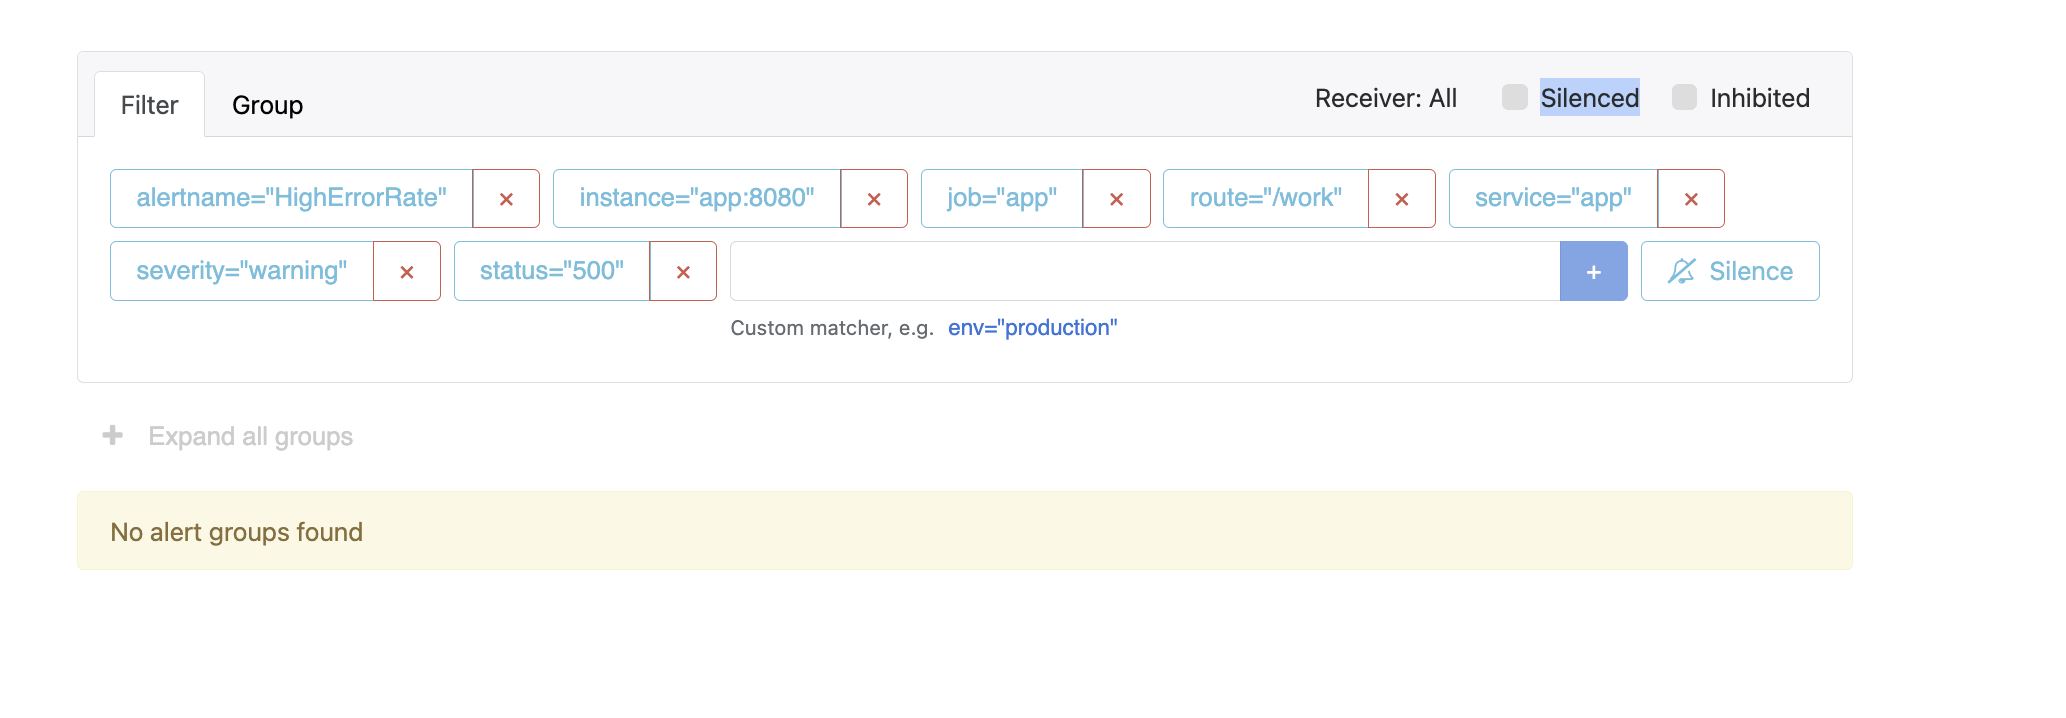 Filter Group Receiver: All Silenced Inhibited
alertname="HighErrorRate" × instance="app:8080" × job="app" × route="/work" × service="app" ×
severity="warning" × status="500" × + Silence
Custom matcher, e.g. env="production"
+ Expand all groups
No alert groups found